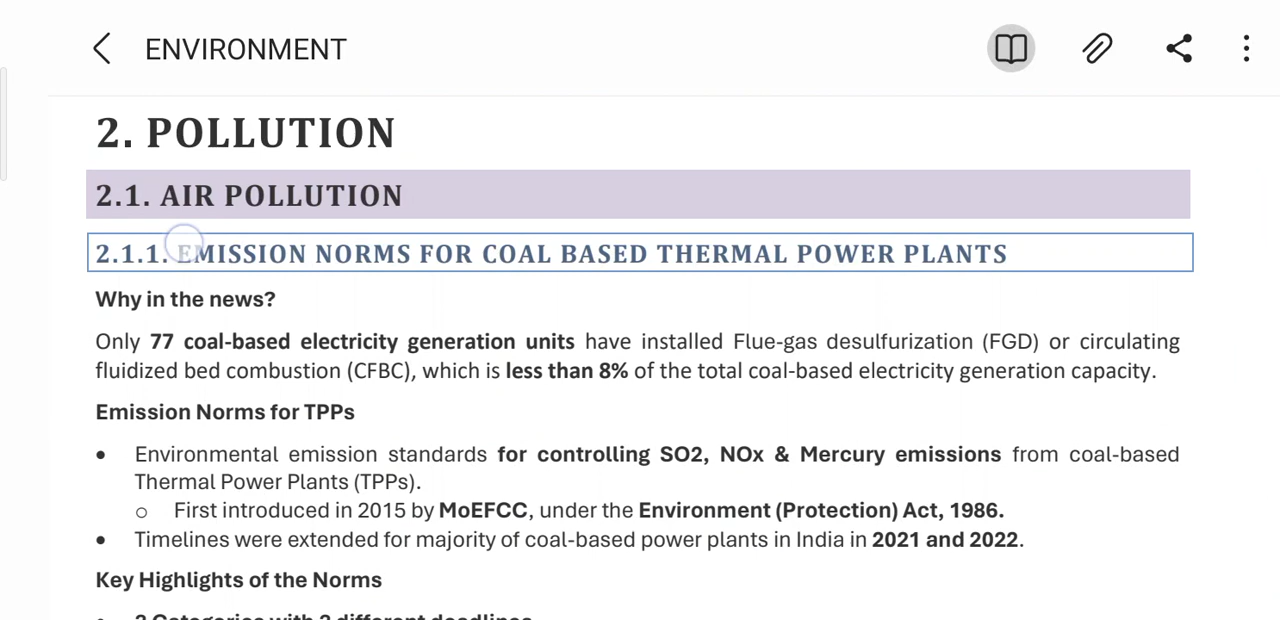 ENVIRONMENT
2. POLLUTION
2.1. AIR POLLUTION
2.1.1. EMISSION NORMS FOR COAL BASED THERMAL POWER PLANTS
Why in the news?
Only 77 coal-based electricity generation units have installed Flue-gas desulfurization (FGD) or circulating
fluidized bed combustion (CFBC), which is less than 8% of the total coal-based electricity generation capacity.
Emission Norms for TPPs
• Environmental emission standards for controlling SO2, NOx & Mercury emissions from coal-based
Thermal Power Plants (TPPs).
o First introduced in 2015 by MoEFCC, under the Environment (Protection) Act, 1986.
• Timelines were extended for majority of coal-based power plants in India in 2021 and 2022.
Key Highlights of the Norms
Categories with
different deadlines